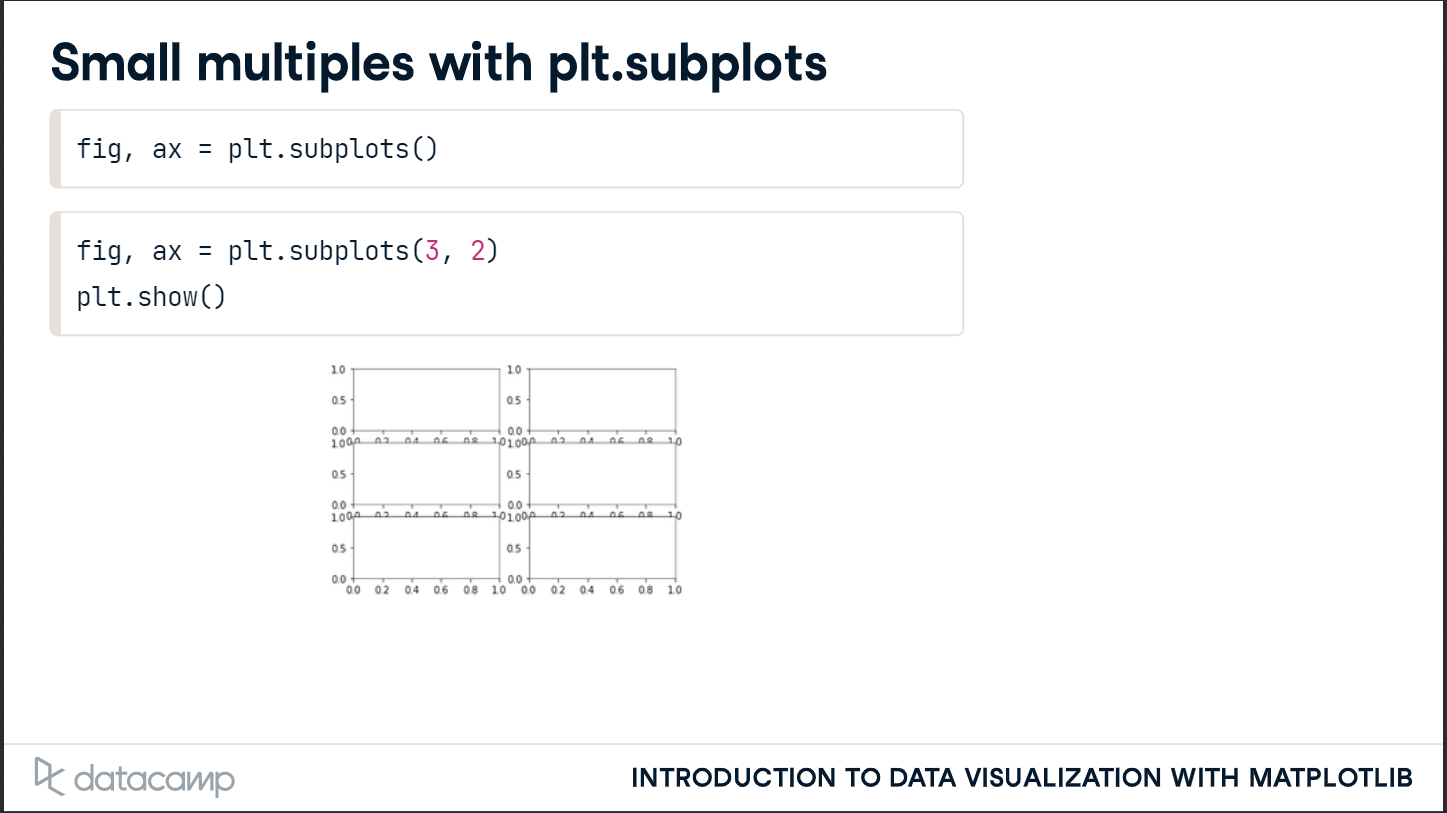 Small multiples with plt.subplots
fig, ax = plt.subplots()
fig, ax = plt.subplots(3, 2)
plt.show()
1.0 1.0
0.5 0.5
0.0 0.0
0.0 0.2 0.4 0.6 0.8 1.0 0.0 0.2 0.4 0.6 0.8 1.0
1.0 1.0
0.5 0.5
0.0 0.0
0.0 0.2 0.4 0.6 0.8 1.0 0.0 0.2 0.4 0.6 0.8 1.0
1.0 1.0
0.5 0.5
0.0 0.0
0.0 0.2 0.4 0.6 0.8 1.0 0.0 0.2 0.4 0.6 0.8 1.0
datacamp
INTRODUCTION TO DATA VISUALIZATION WITH MATPLOTLIB